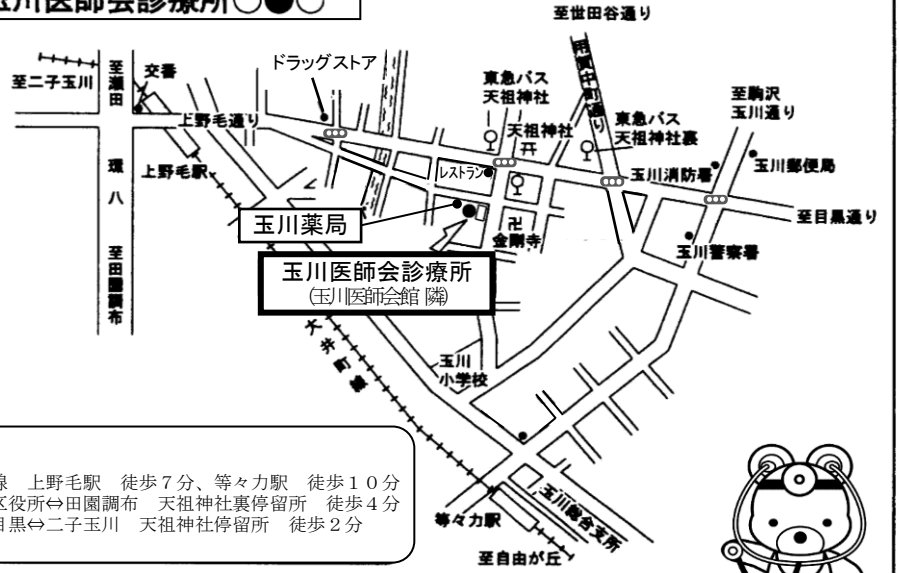 玉川医師会診療所○●○
至世田谷通り
用賀中町通り
至二子玉川
至瀬田
交番
ドラッグストア
東急バス
天祖神社
天祖神社
東急バス
天祖神社裏
至駒沢
玉川通り
上野毛通り
環八
上野毛駅
レストラン
玉川消防署
玉川郵便局
至目黒通り
玉川薬局
卍
金剛寺
玉川警察署
玉川医師会診療所
(玉川医師会館 隣)
至田園調布
大井町線
玉川
小学校
線 上野毛駅 徒歩7分、等々力駅 徒歩10分
区役所⇔田園調布 天祖神社裏停留所 徒歩4分
目黒⇔二子玉川 天祖神社停留所 徒歩2分
等々力駅
玉川総合支所
至自由が丘